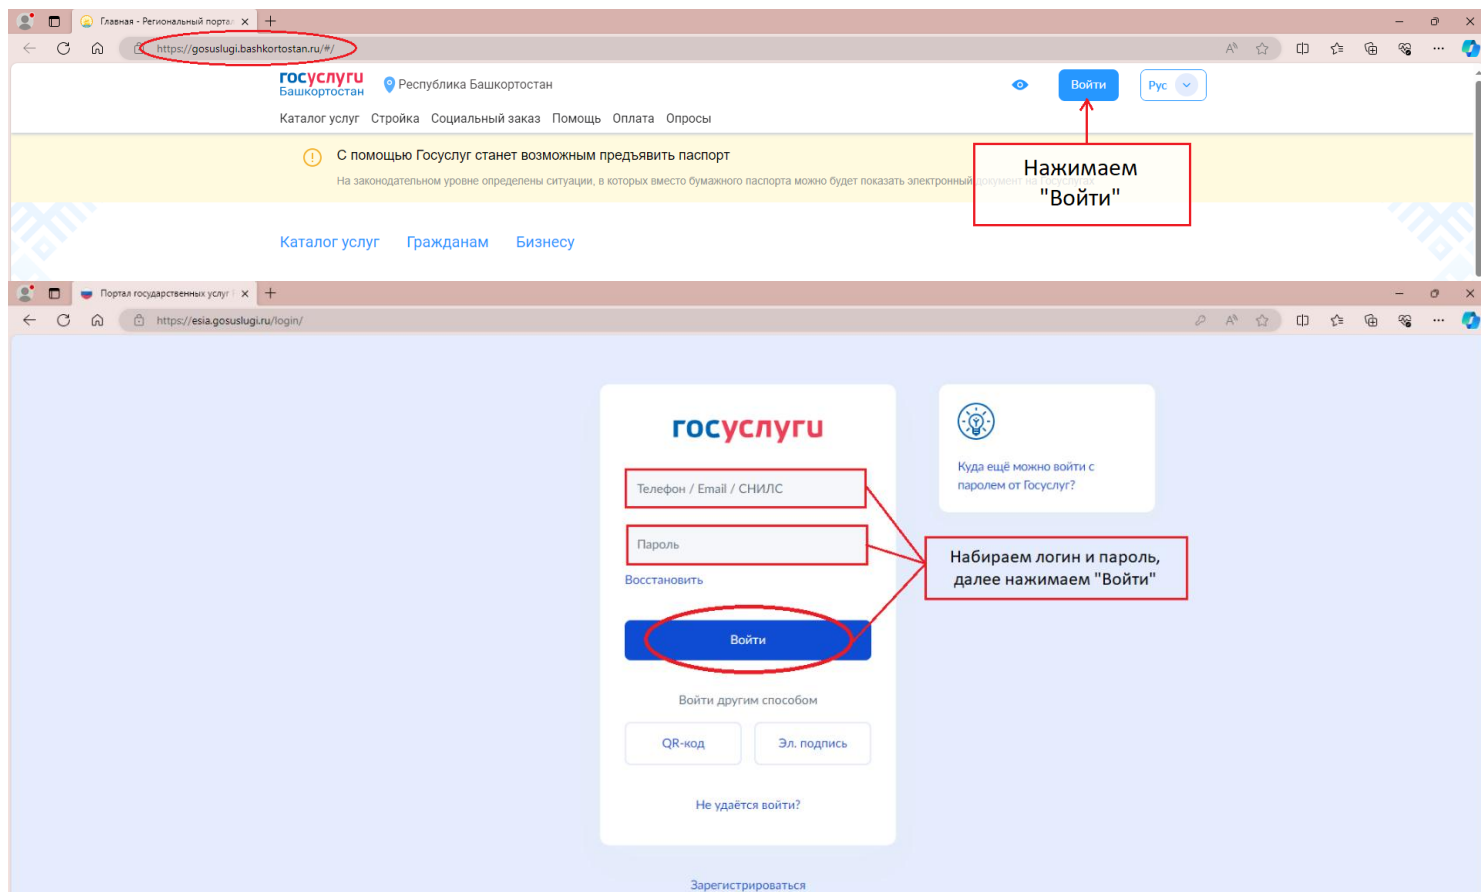 Главная - Региональный портал
https://gosuslugi.bashkortostan.ru/#/
госуслуги
Башкортостан
Республика Башкортостан
Войти
Рус
Каталог услуг Стройка Социальный заказ Помощь Оплата Опросы
С помощью Госуслуг станет возможным предъявить паспорт
На законодательном уровне определены ситуации, в которых вместо бумажного паспорта можно будет показать электронный документ на Госуслугах
Нажимаем
"Войти"
Каталог услуг Гражданам Бизнесу
Портал государственных услуг
https://esia.gosuslugi.ru/login/
госуслуги
Телефон / Email / СНИЛС
Пароль
Восстановить
Войти
Войти другим способом
QR-код Эл. подпись
Не удаётся войти?
Зарегистрироваться
Куда ещё можно войти с
паролем от Госуслуг?
Набираем логин и пароль,
далее нажимаем "Войти"